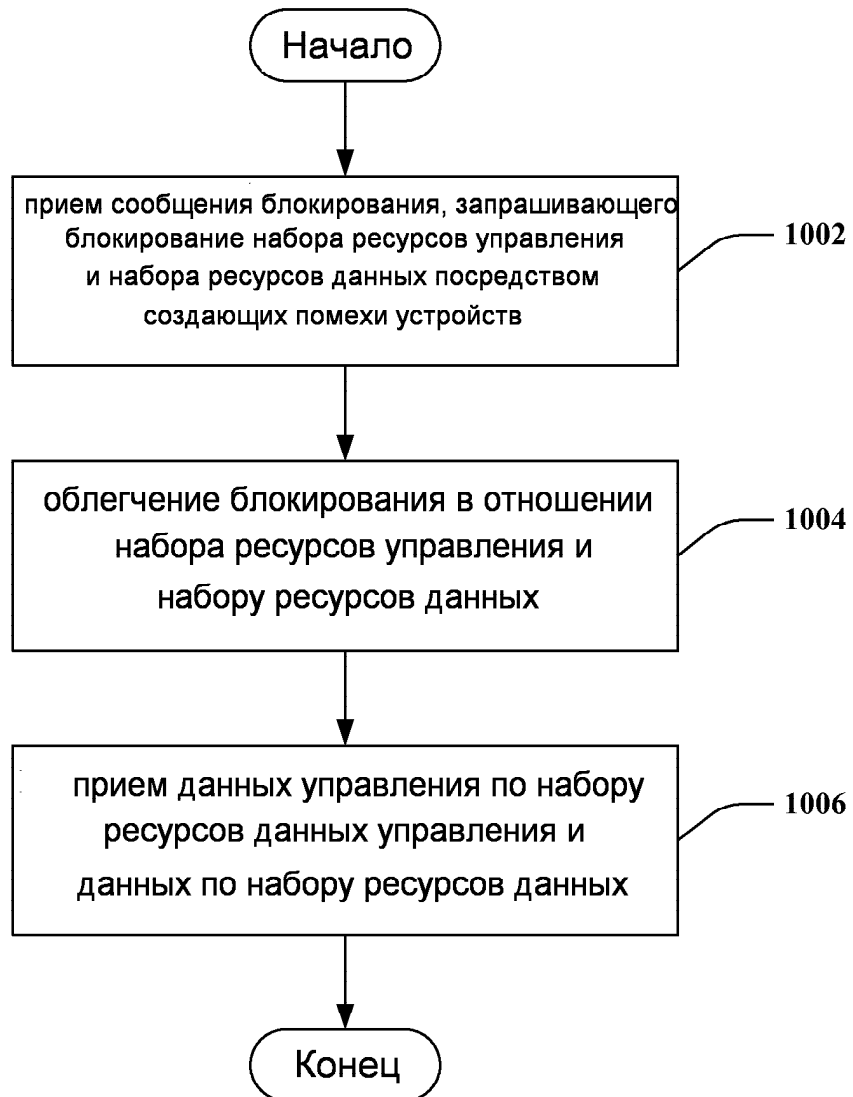 Начало
прием сообщения блокирования, запрашивающего
блокирование набора ресурсов управления
и набора ресурсов данных посредством
создающих помехи устройств
1002
облегчение блокирования в отношении
набора ресурсов управления и
набору ресурсов данных
1004
прием данных управления по набору
ресурсов данных управления и
данных по набору ресурсов данных
1006
Конец